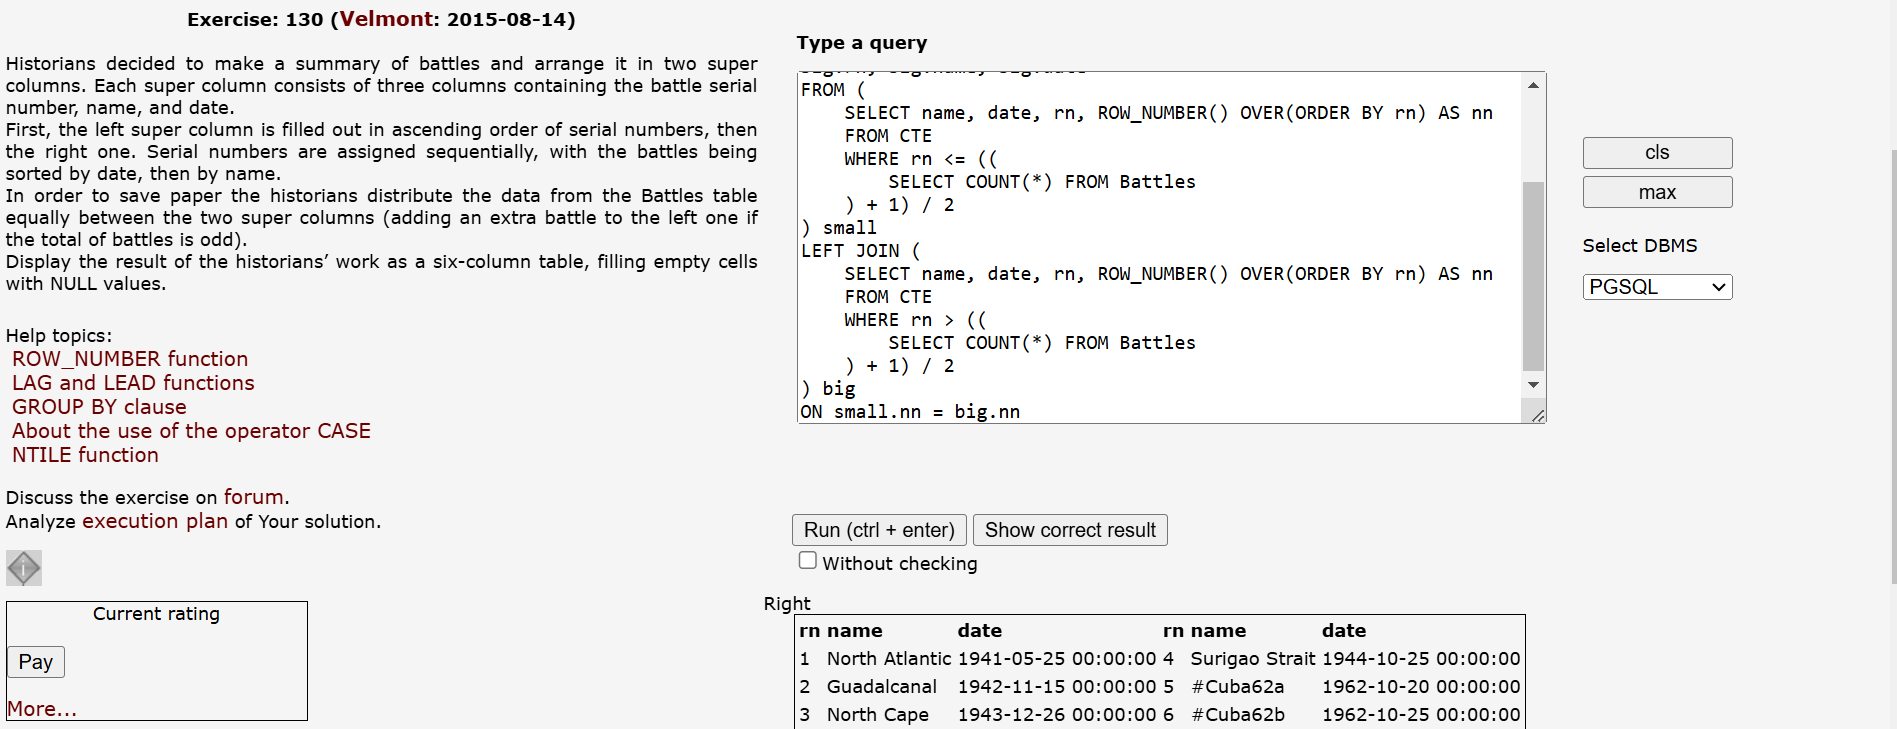 Exercise: 130 (Velmont: 2015-08-14)
Historians decided to make a summary of battles and arrange it in two super
columns. Each super column consists of three columns containing the battle serial
number, name, and date.
First, the left super column is filled out in ascending order of serial numbers, then
the right one. Serial numbers are assigned sequentially, with the battles being
sorted by date, then by name.
In order to save paper the historians distribute the data from the Battles table
equally between the two super columns (adding an extra battle to the left one if
the total of battles is odd).
Display the result of the historians’ work as a six-column table, filling empty cells
with NULL values.
Help topics:
ROW_NUMBER function
LAG and LEAD functions
GROUP BY clause
About the use of the operator CASE
NTILE function
Discuss the exercise on forum.
Analyze execution plan of Your solution.
Current rating
Pay
More...
Type a query
FROM (
SELECT name, date, rn, ROW_NUMBER() OVER(ORDER BY rn) AS nn
FROM CTE
WHERE rn <= ((
SELECT COUNT(*) FROM Battles
) + 1) / 2
) small
LEFT JOIN (
SELECT name, date, rn, ROW_NUMBER() OVER(ORDER BY rn) AS nn
FROM CTE
WHERE rn > ((
SELECT COUNT(*) FROM Battles
) + 1) / 2
) big
ON small.nn = big.nn
cls
max
Select DBMS
PGSQL
Run (ctrl + enter) Show correct result
Without checking
Right
rn name date rn name date
1 North Atlantic 1941-05-25 00:00:00 4 Surigao Strait 1944-10-25 00:00:00
2 Guadalcanal 1942-11-15 00:00:00 5 #Cuba62a 1962-10-20 00:00:00
3 North Cape 1943-12-26 00:00:00 6 #Cuba62b 1962-10-25 00:00:00